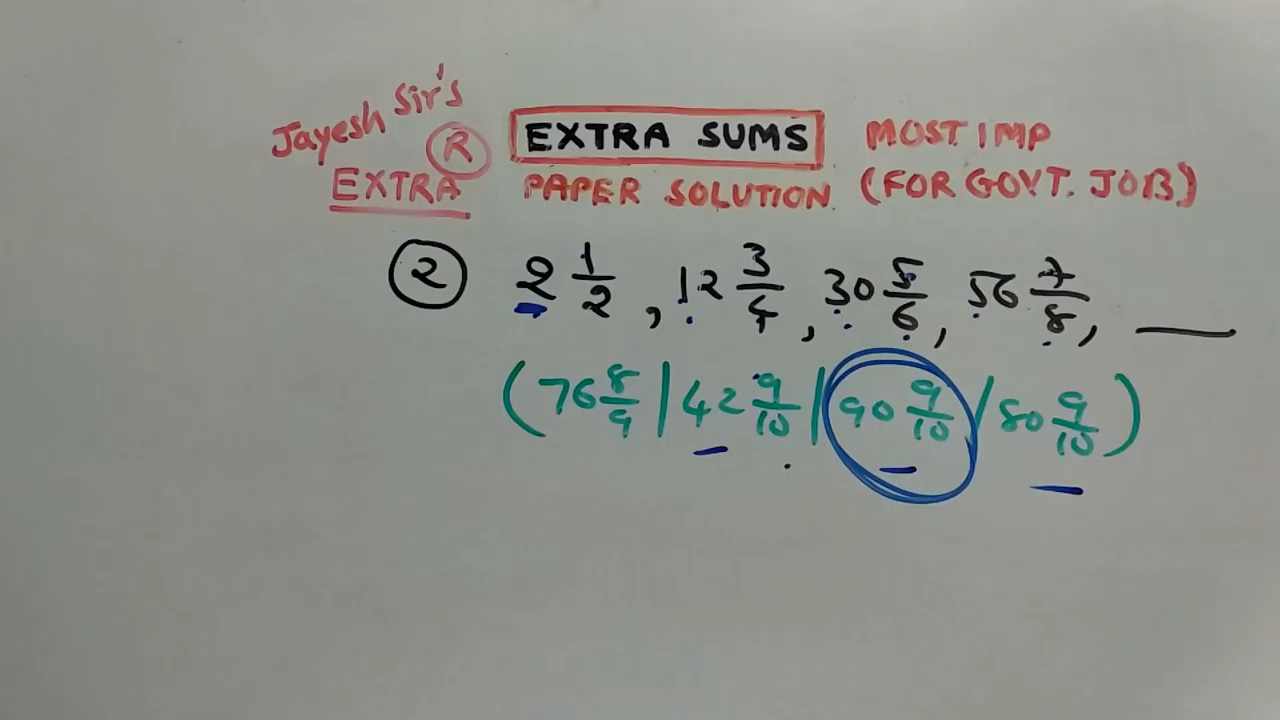 Jayesh Sir's EXTRA SUMS MOST IMP
R
EXTRA PAPER SOLUTION. (FOR GOVT. JOB)
2 2 1/2, 12 3/4, 30 5/6, 56 7/8, ____
(76 8/9 | 42 9/10 | 90 9/10 / 80 9/10)